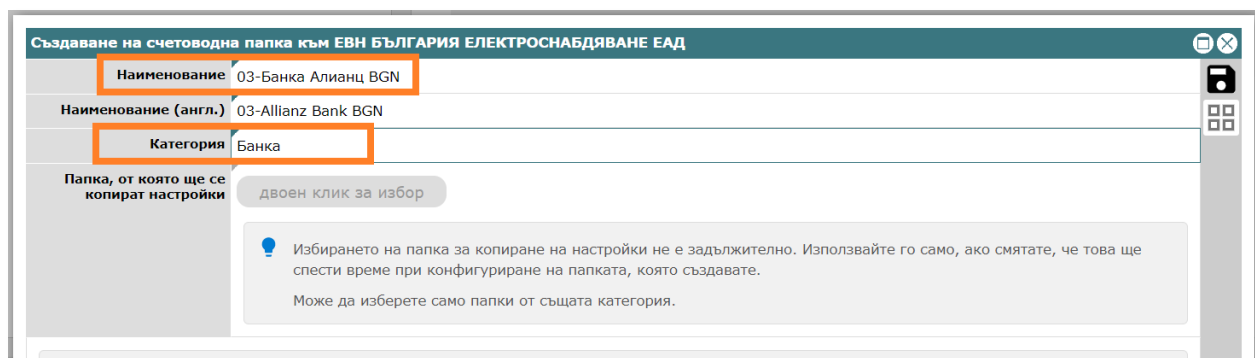 Създаване на счетоводна папка към ЕВН БЪЛГАРИЯ ЕЛЕКТРОСНАБДЯВАНЕ ЕАД
Наименование 03-Банка Алианц BGN
Наименование (англ.) 03-Allianz Bank BGN
Категория Банка
Папка, от която ще се
копират настройки
двоен клик за избор
Избирането на папка за копиране на настройки не е задължително. Използвайте го само, ако смятате, че това ще
спести време при конфигуриране на папката, която създавате.
Може да изберете само папки от същата категория.